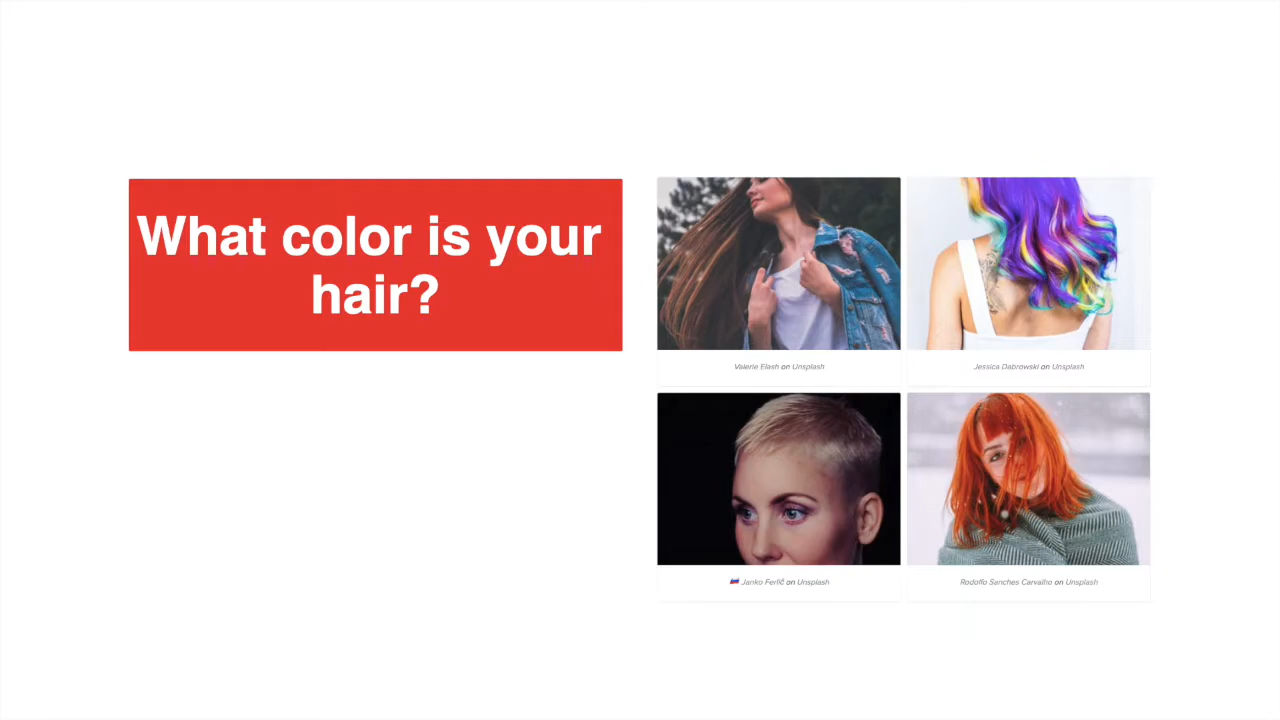 What color is your
hair?
Valerie Elash on Unsplash
Jessica Dabrowski on Unsplash
Janko Ferlič on Unsplash
Rodolfo Sanches Carvalho on Unsplash